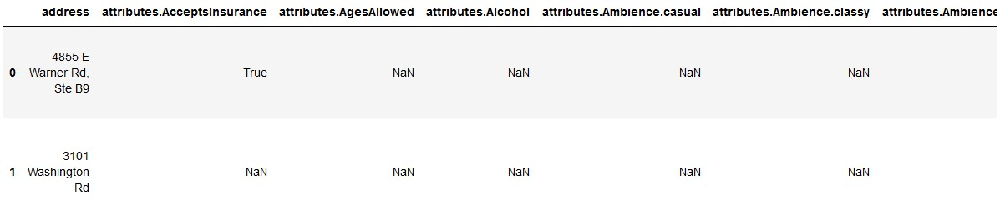 address attributes.AcceptsInsurance attributes.AgesAllowed attributes.Alcohol attributes.Ambience.casual attributes.Ambience.classy attributes.Ambience
4855 E
0 Warner Rd, True NaN NaN NaN NaN
Ste B9
3101
1 Washington NaN NaN NaN NaN NaN
Rd